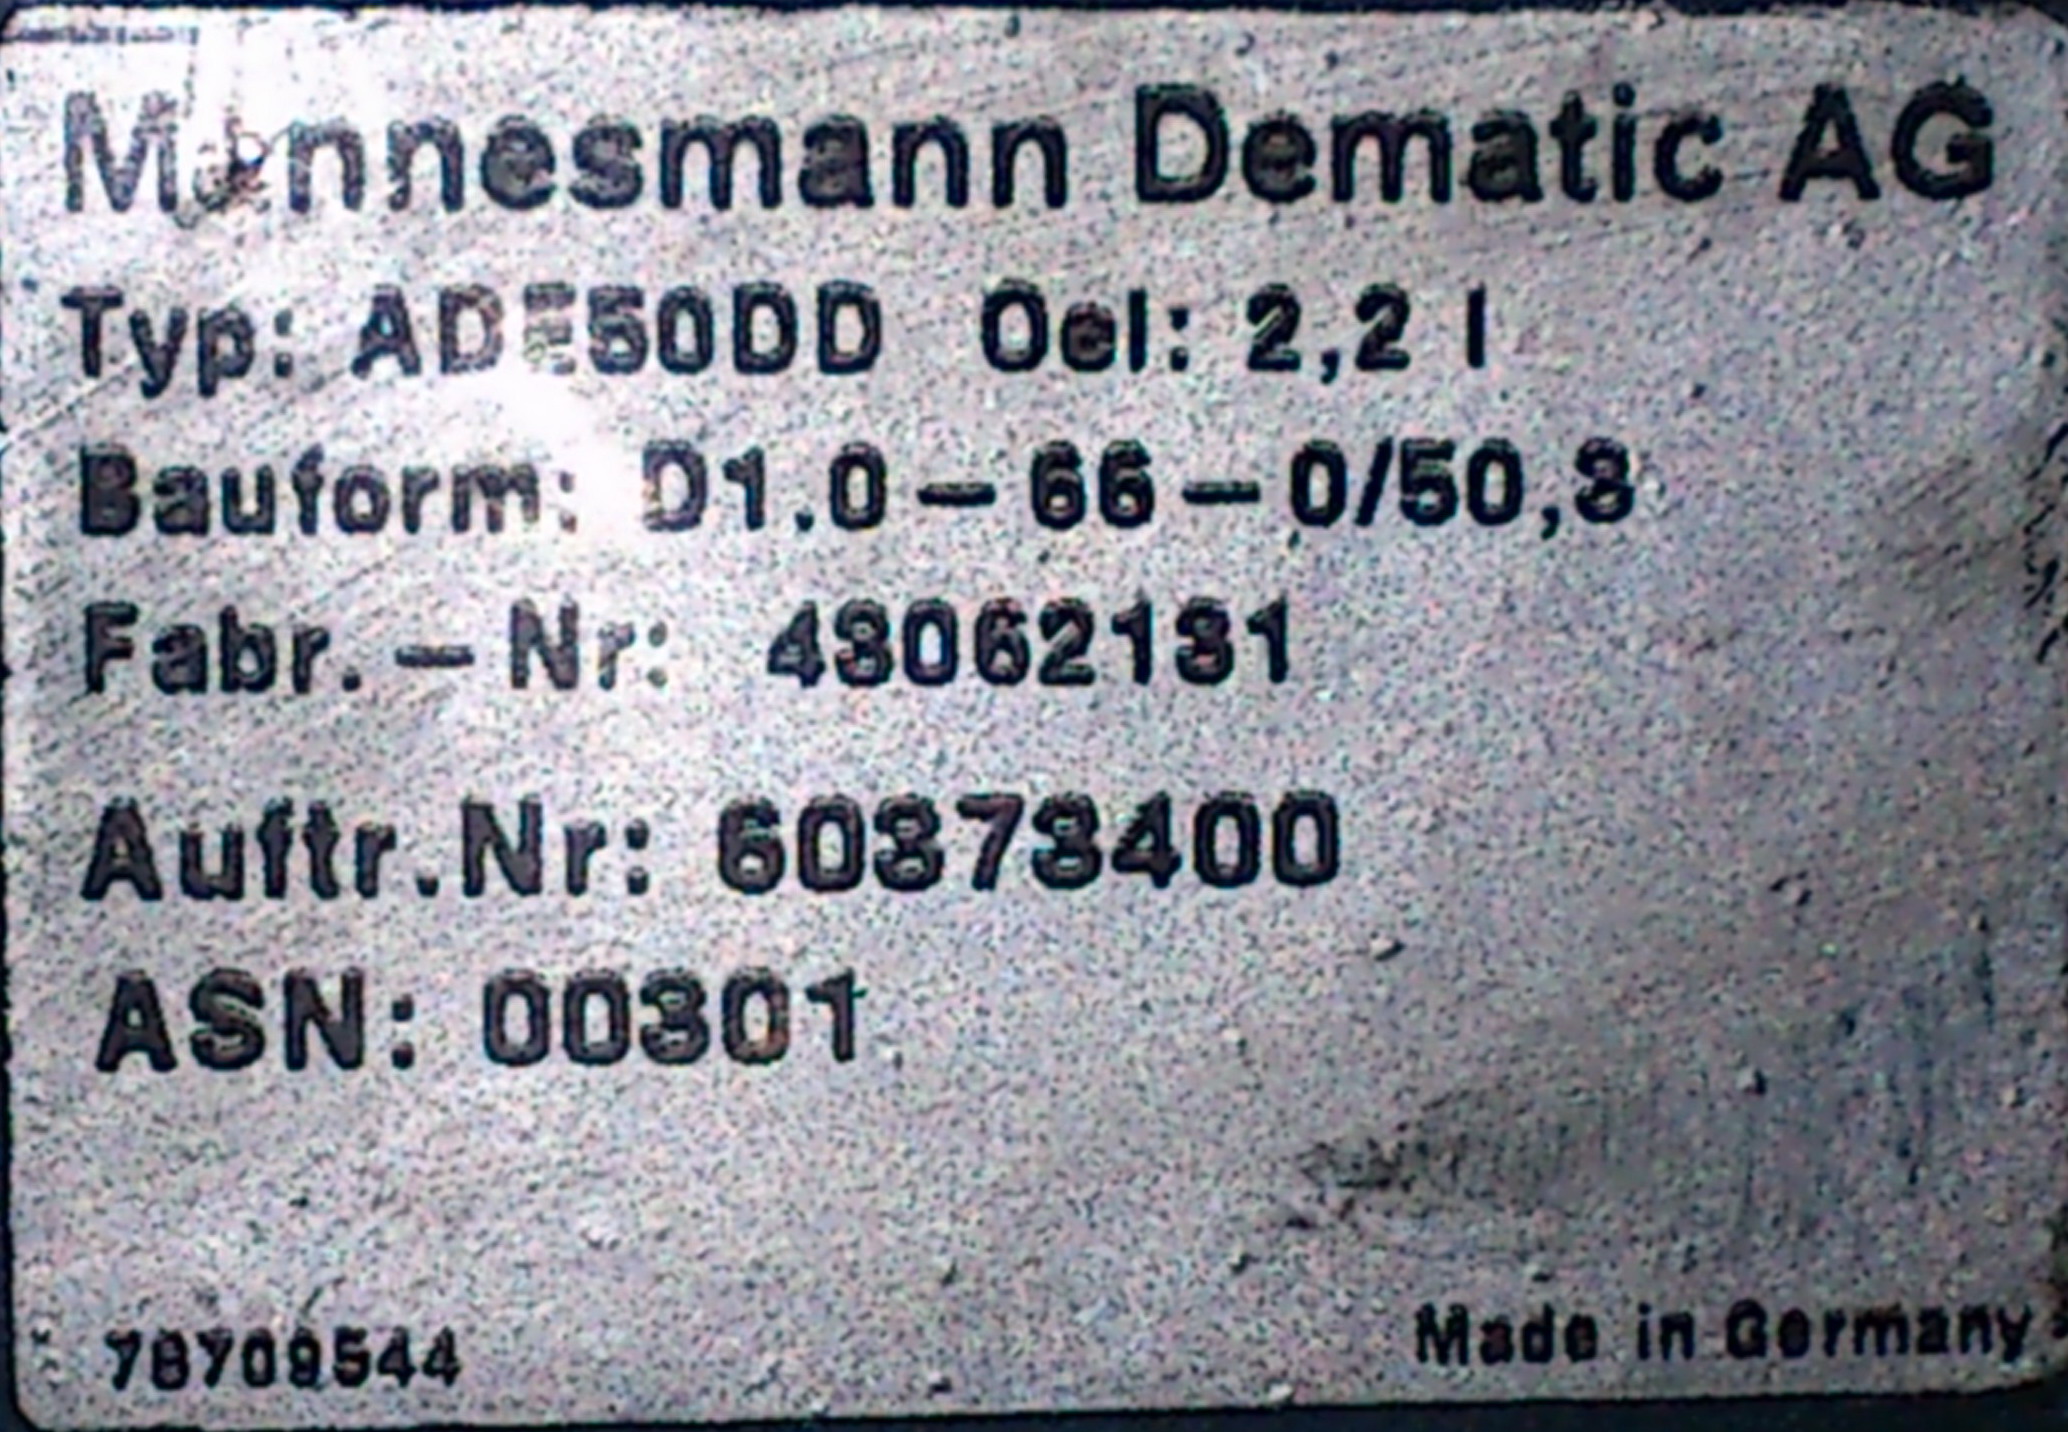 Mannesmann Dematic AG
Typ: ADE50DD Oel: 2,2 l
Bauform: D1.0-66-0/50,3
Fabr.-Nr: 43062131
Auftr.Nr: 60373400
ASN: 00301
78709544
Made in Germany